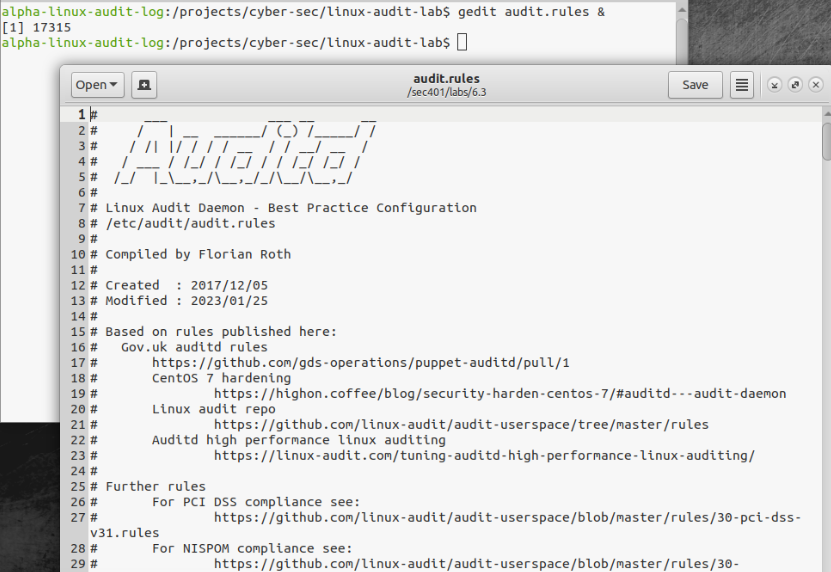 alpha-linux-audit-log:/projects/cyber-sec/linux-audit-lab$ gedit audit.rules &
[1] 17315
alpha-linux-audit-log:/projects/cyber-sec/linux-audit-lab$
Open
audit.rules
/sec401/labs/6.3
Save
1 #      ___             ___ __      __
2 #     /   | __  ______/ (_) /_____/ /
3 #    / /| |/ / / / __  / / __/ __  /
4 #   / ___ / /_/ / /_/ / / /_/ /_/ /
5 #  /_/  |_\__,_/\__,_/_/\__/\__,_/
6 #
7 # Linux Audit Daemon - Best Practice Configuration
8 # /etc/audit/audit.rules
9 #
10 # Compiled by Florian Roth
11 #
12 # Created  : 2017/12/05
13 # Modified : 2023/01/25
14 #
15 # Based on rules published here:
16 #   Gov.uk auditd rules
17 #       https://github.com/gds-operations/puppet-auditd/pull/1
18 #       CentOS 7 hardening
19 #               https://highon.coffee/blog/security-harden-centos-7/#auditd---audit-daemon
20 #       Linux audit repo
21 #               https://github.com/linux-audit/audit-userspace/tree/master/rules
22 #       Auditd high performance linux auditing
23 #               https://linux-audit.com/tuning-auditd-high-performance-linux-auditing/
24 #
25 # Further rules
26 #       For PCI DSS compliance see:
27 #               https://github.com/linux-audit/audit-userspace/blob/master/rules/30-pci-dss-
v31.rules
28 #       For NISPOM compliance see:
29 #               https://github.com/linux-audit/audit-userspace/blob/master/rules/30-